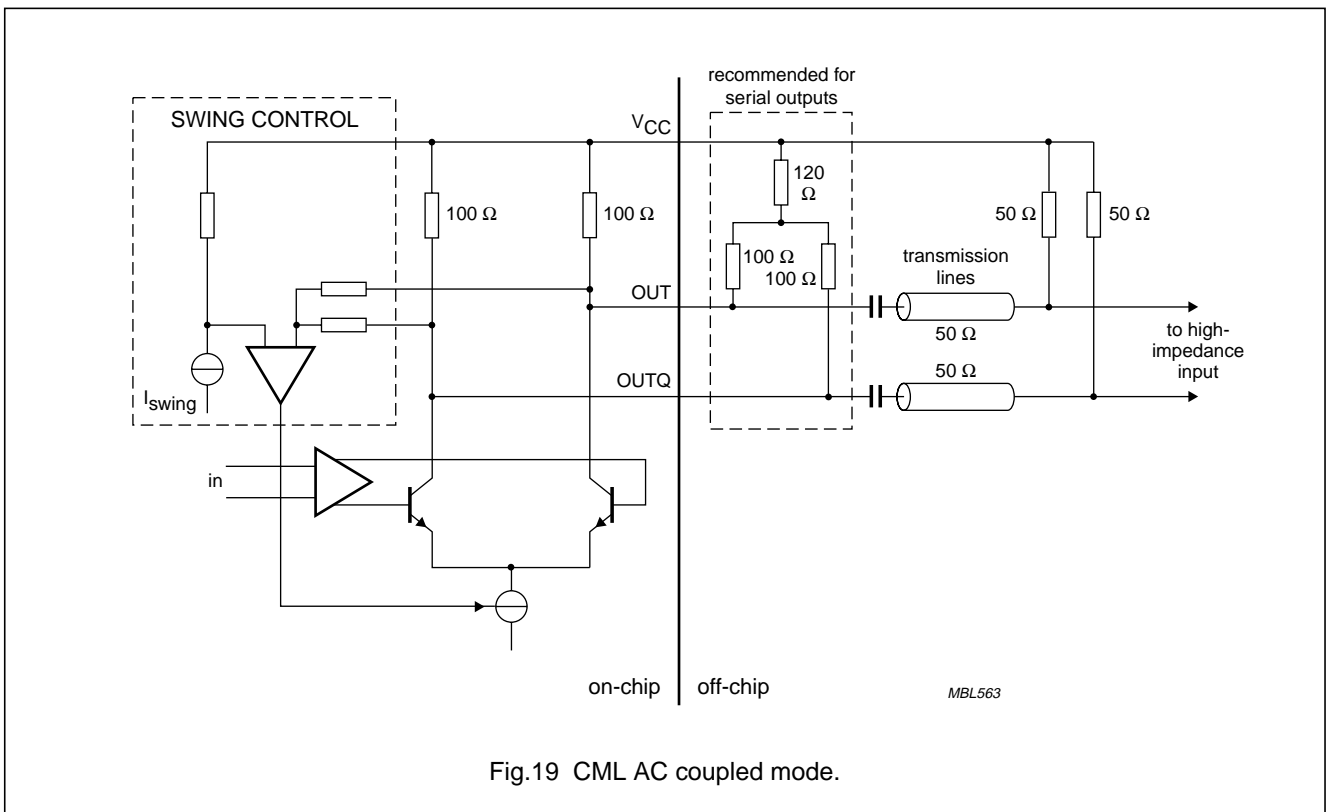 recommended for
serial outputs
SWING CONTROL
VCC
120
Ω
100 Ω
100 Ω
50 Ω
50 Ω
100 Ω
100 Ω
transmission
lines
OUT
50 Ω
to high-
impedance
input
OUTQ
50 Ω
Iswing
in
on-chip
off-chip
MBL563
Fig.19 CML AC coupled mode.